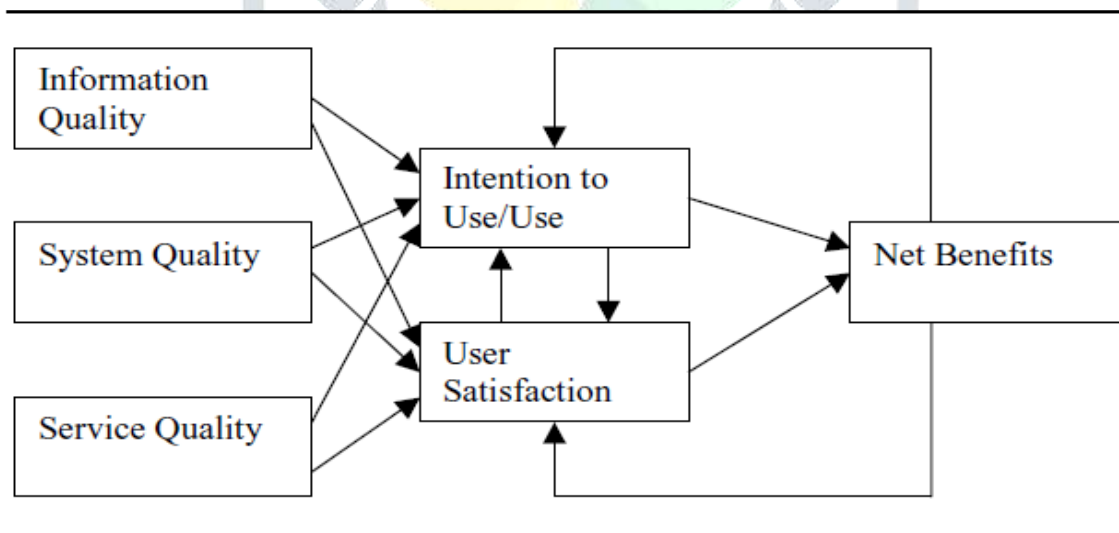 Information
Quality
Intention to
Use/Use
System Quality
Net Benefits
User
Satisfaction
Service Quality